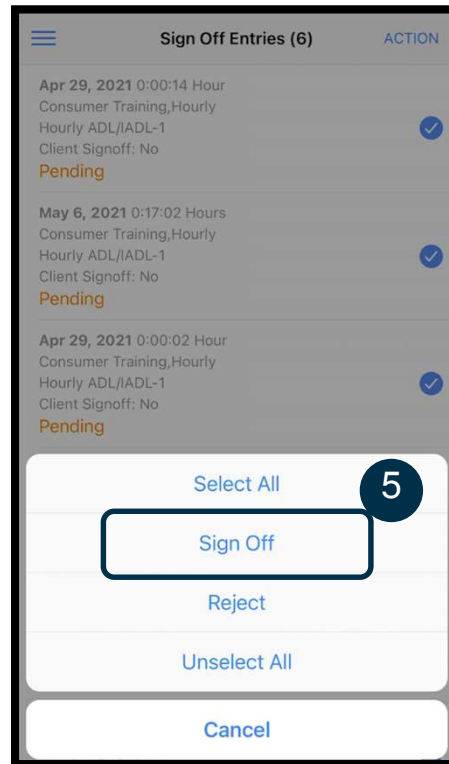 Sign Off Entries (6)
ACTION
Apr 29, 2021 0:00:14 Hour
Consumer Training,Hourly
Hourly ADL/IADL-1
Client Signoff: No
Pending
May 6, 2021 0:17:02 Hours
Consumer Training,Hourly
Hourly ADL/IADL-1
Client Signoff: No
Pending
Apr 29, 2021 0:00:02 Hour
Consumer Training,Hourly
Hourly ADL/IADL-1
Client Signoff: No
Pending
Select All
5
Sign Off
Reject
Unselect All
Cancel